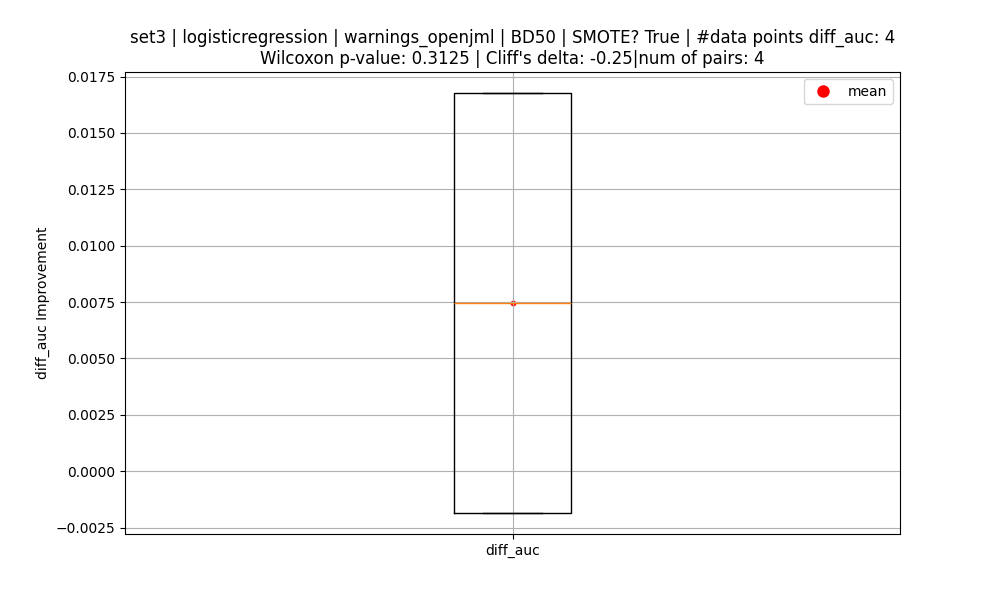 set3 | logisticregression | warnings_openjml | BD50 | SMOTE? True | #data points diff_auc: 4
Wilcoxon p-value: 0.3125 | Cliff's delta: -0.25|num of pairs: 4
mean
0.0175
0.0150
0.0125
0.0100
0.0075
0.0050
0.0025
0.0000
−0.0025
diff_auc Improvement
diff_auc